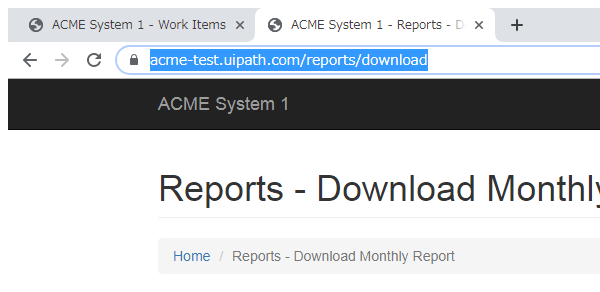 ACME System 1 - Work Items
ACME System 1 - Reports - D
acme-test.uipath.com/reports/download
ACME System 1
Reports - Download Monthly
Home / Reports - Download Monthly Report